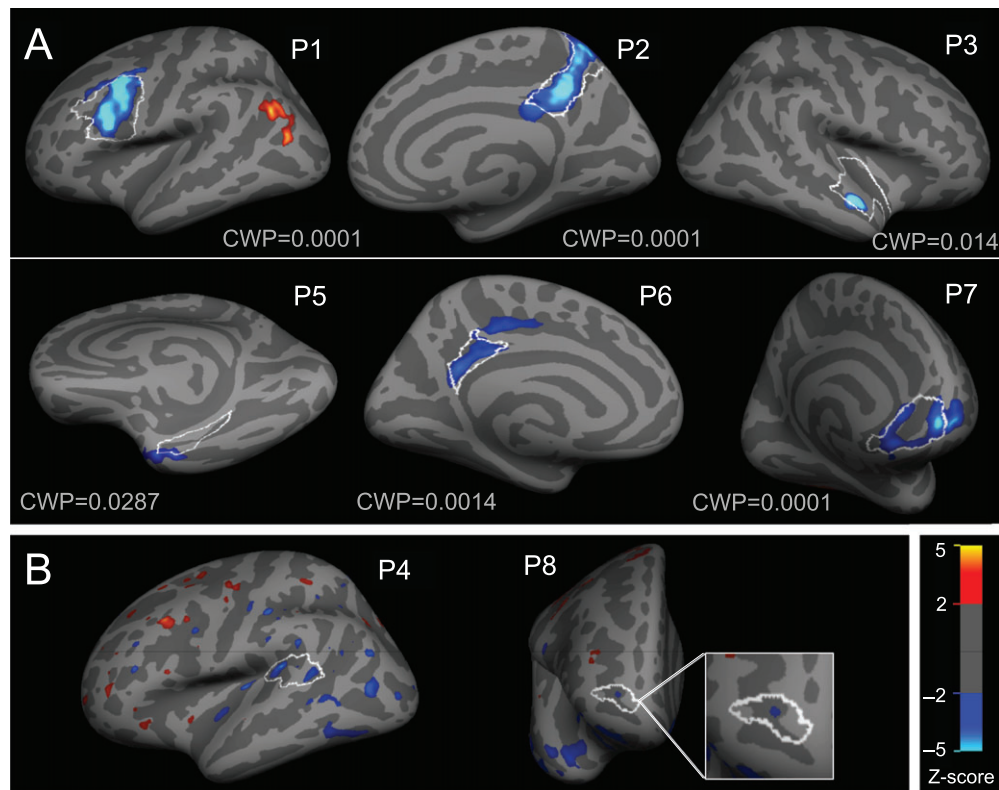 A
P1
P2
P3
CWP=0.0001
CWP=0.0001
CWP=0.014
P5
P6
P7
CWP=0.0287
CWP=0.0014
CWP=0.0001
B
P4
P8
5
2
–2
–5
Z-score